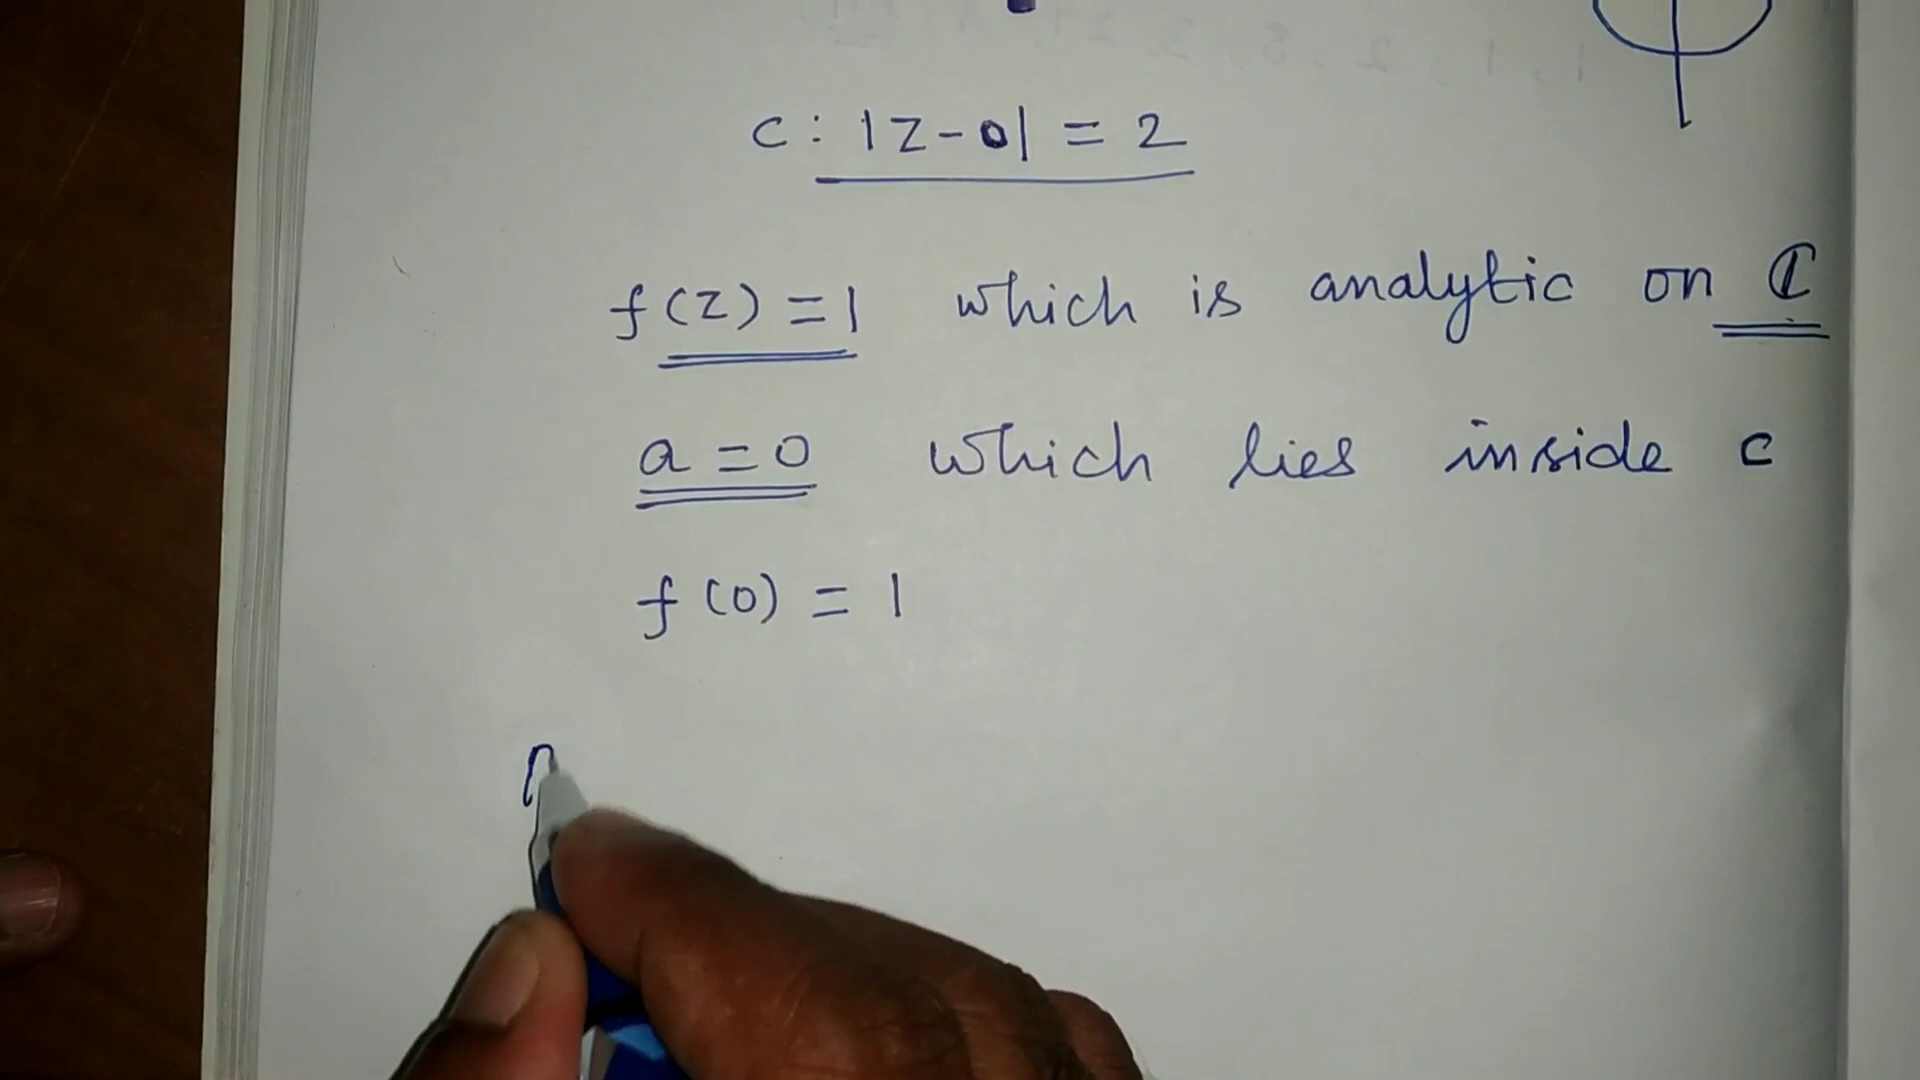 c: |z-0| = 2
f(z) = 1 which is analytic on ℂ
a = 0 which lies inside c
f(0) = 1